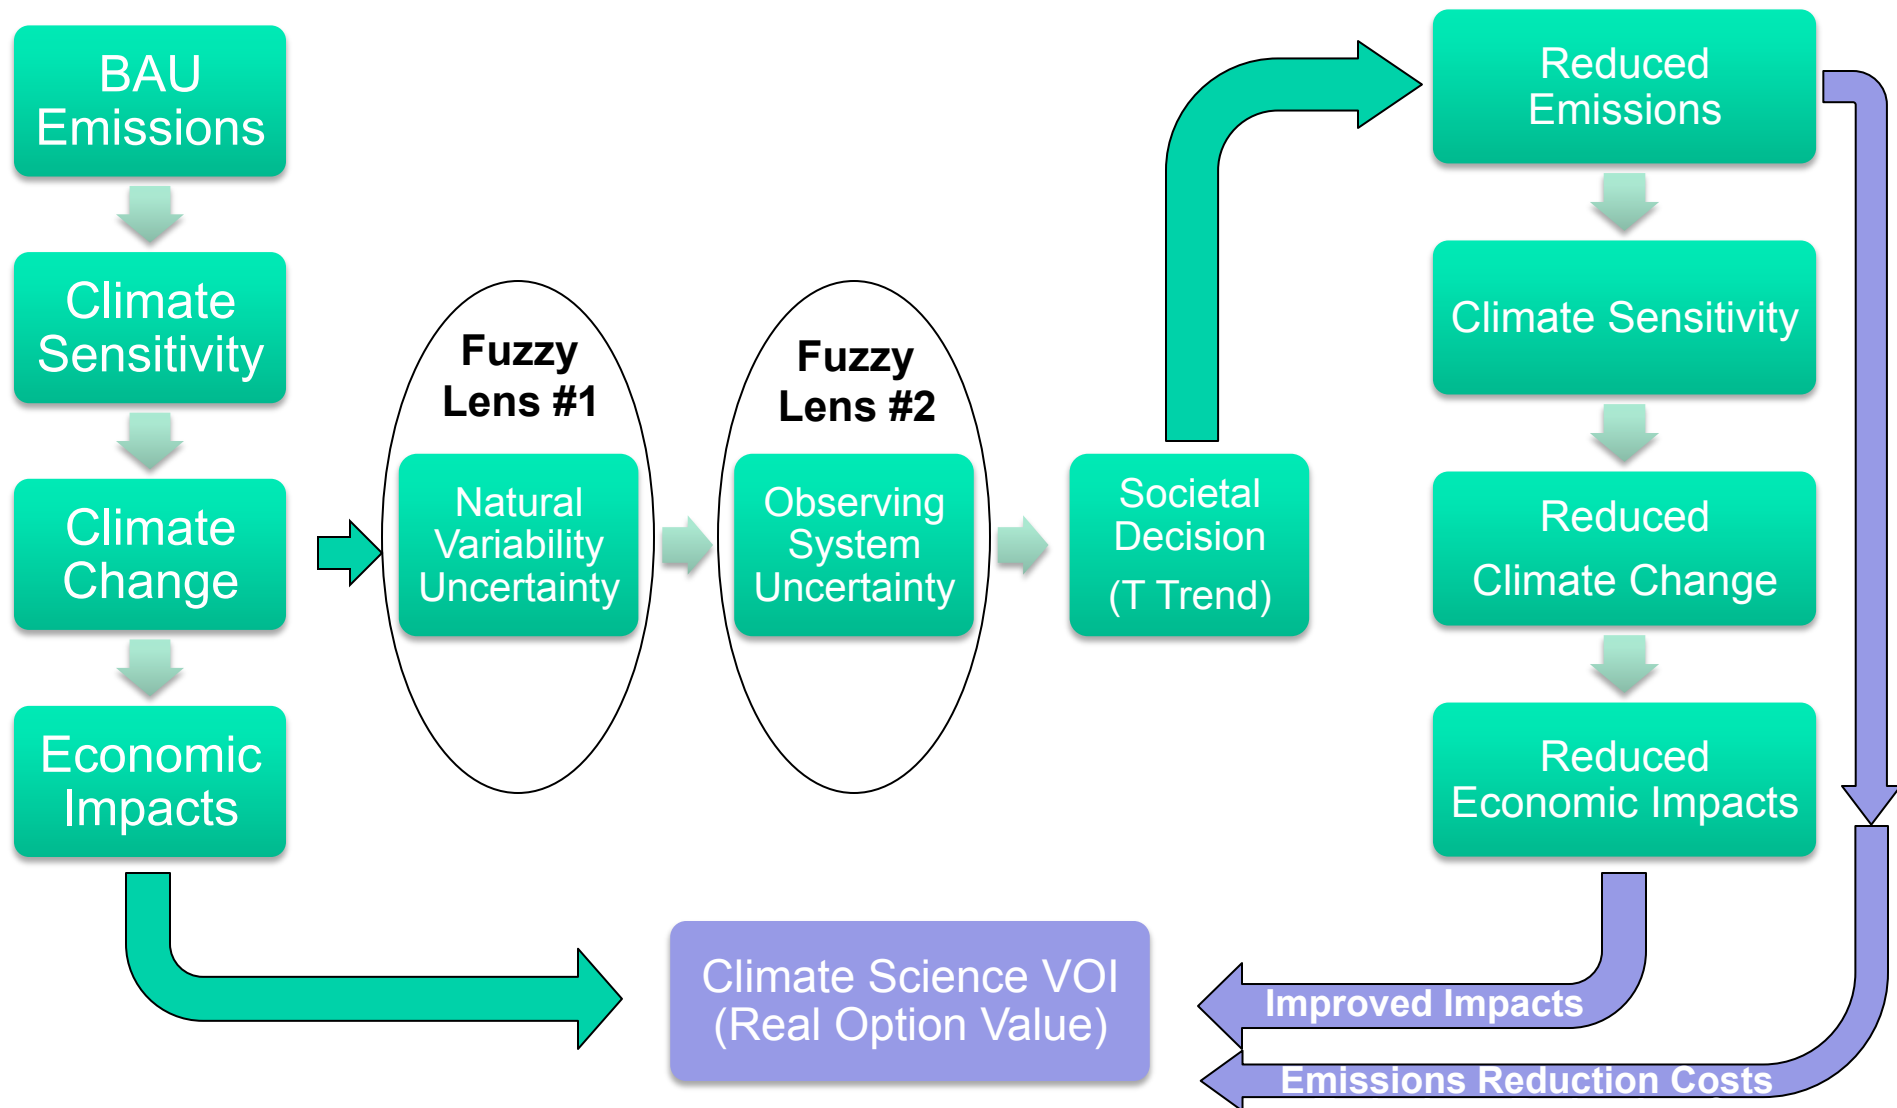 BAU
Emissions
Climate
Sensitivity
Climate
Change
Economic
Impacts
Fuzzy
Lens #1
Natural
Variability
Uncertainty
Fuzzy
Lens #2
Observing
System
Uncertainty
Societal
Decision
(T Trend)
Reduced
Emissions
Climate Sensitivity
Reduced
Climate Change
Reduced
Economic Impacts
Climate Science VOI
(Real Option Value)
Improved Impacts
Emissions Reduction Costs